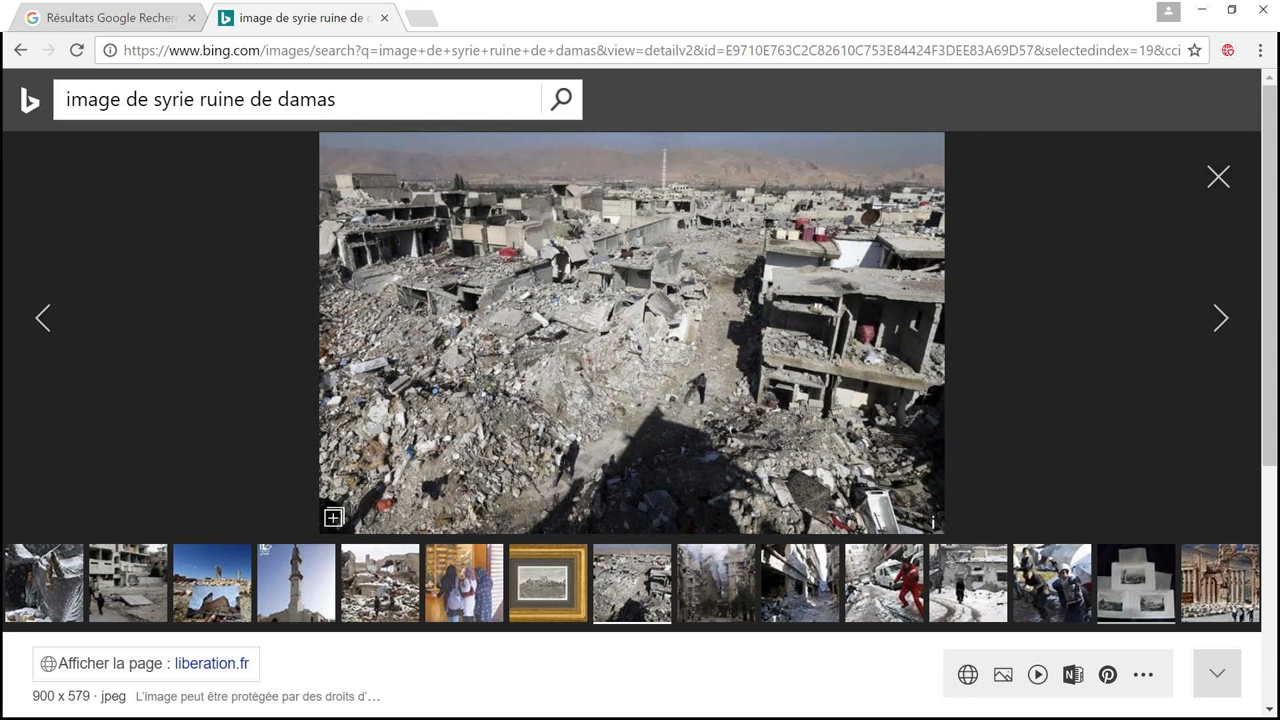 Résultats Google Recher
image de syrie ruine de d
https://www.bing.com/images/search?q=image+de+syrie+ruine+de+damas&view=detailv2&id=E9710E763C2C82610C753E84424F3DEE83A69D57&selectedindex=19&cci
image de syrie ruine de damas
Afficher la page : liberation.fr
900 x 579 · jpeg L'image peut être protégée par des droits d'…